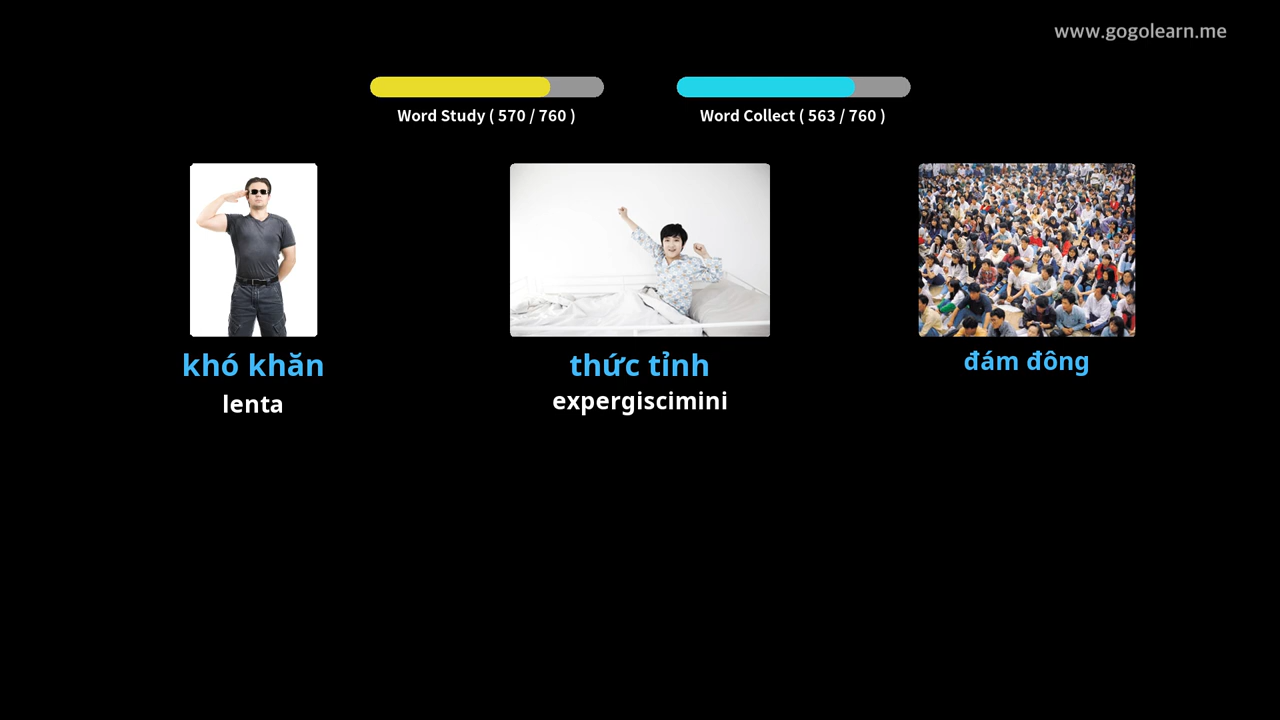 www.gogolearn.me
Word Study ( 570 / 760 )
Word Collect ( 563 / 760 )
khó khăn
lenta
thức tỉnh
expergiscimini
đám đông